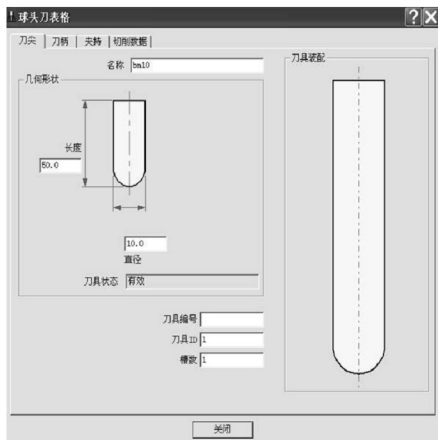 球头刀表格
刀尖 刀柄 夹持 切削数据
名称 bm10
几何形状
刀具装配
长度
50.0
10.0
直径
刀具状态 有效
刀具编号
刀具ID 1
槽数 1
关闭